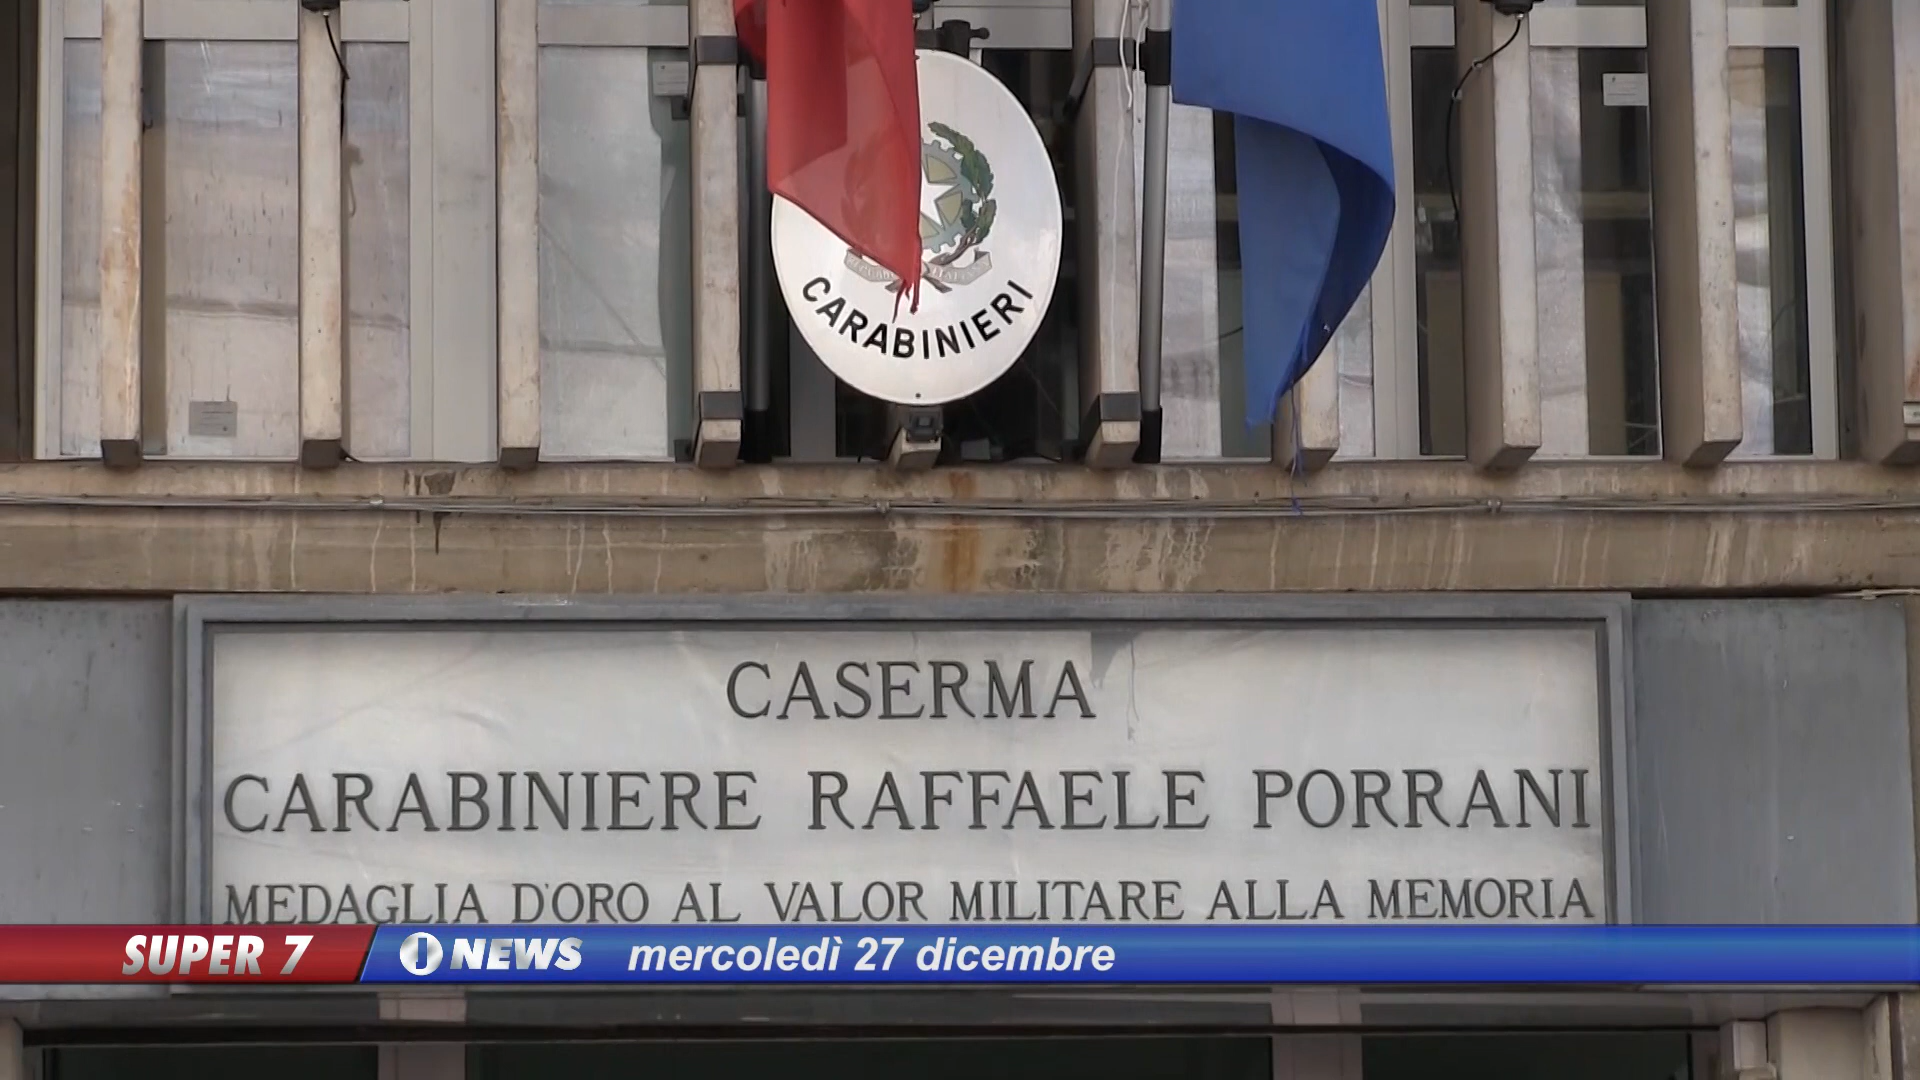 CARABINIERI
CASERMA
CARABINIERE RAFFAELE PORRANI
MEDAGLIA D'ORO AL VALOR MILITARE ALLA MEMORIA
SUPER 7 NEWS mercoledì 27 dicembre